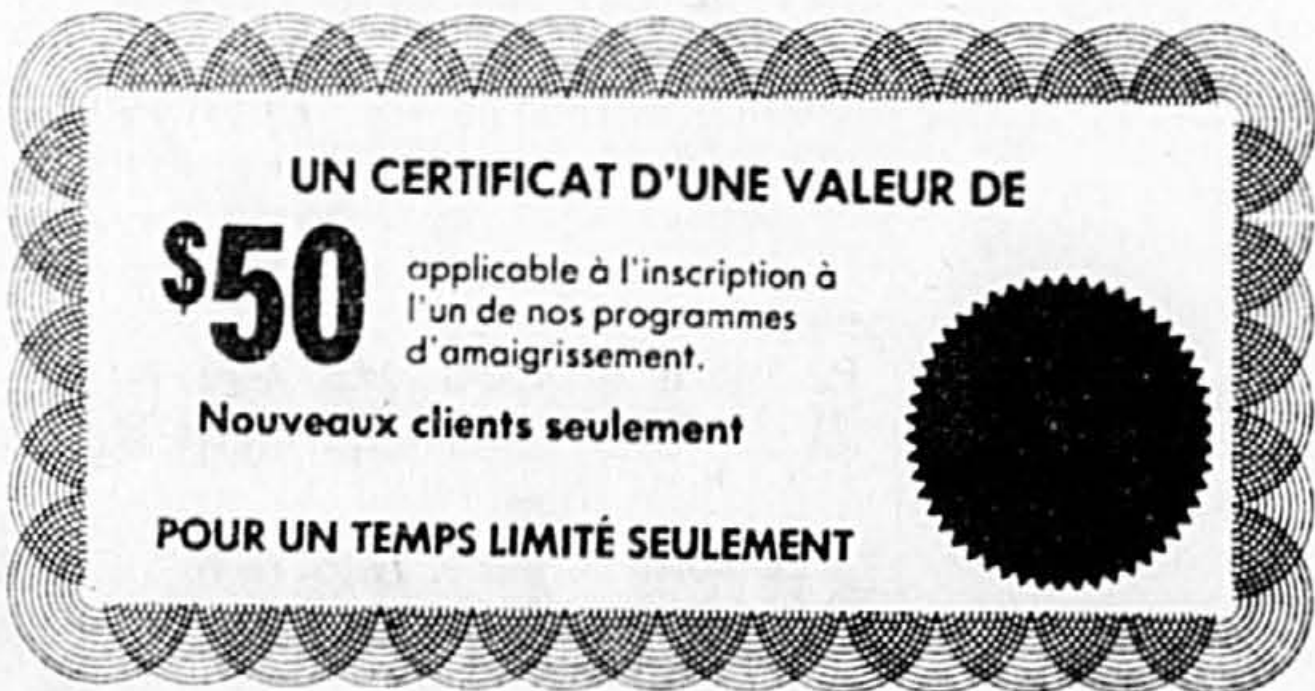 UN CERTIFICAT D'UNE VALEUR DE
$50
applicable à l'inscription à
l'un de nos programmes
d'amaigrissement.
Nouveaux clients seulement
POUR UN TEMPS LIMITÉ SEULEMENT